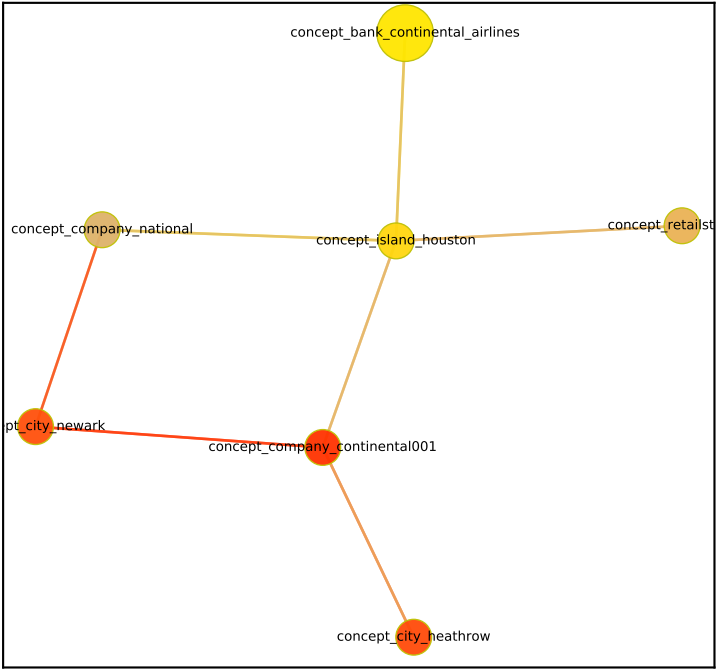 concept_bank_continental_airlines
concept_retailst
concept_company_national
concept_island_houston
pt_city_newark
concept_company_continental001
concept_city_heathrow